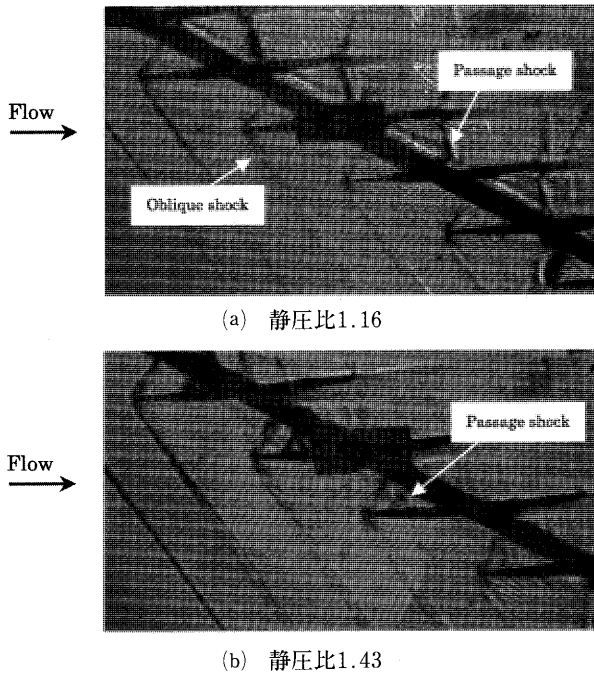 Passage shock
Flow
Oblique shock
(a) 静圧比1.16
Passage shock
Flow
(b) 静圧比1.43